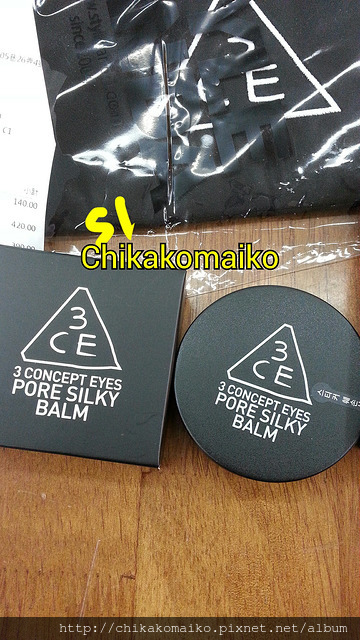 3
CE
140.00
420.00
Chikakomaiko
3
CE
3 CONCEPT EYES
PORE SILKY
BALM
3
CE
3 CONCEPT EYES
PORE SILKY
BALM
http://chikakomaiko.pixnet.net/album